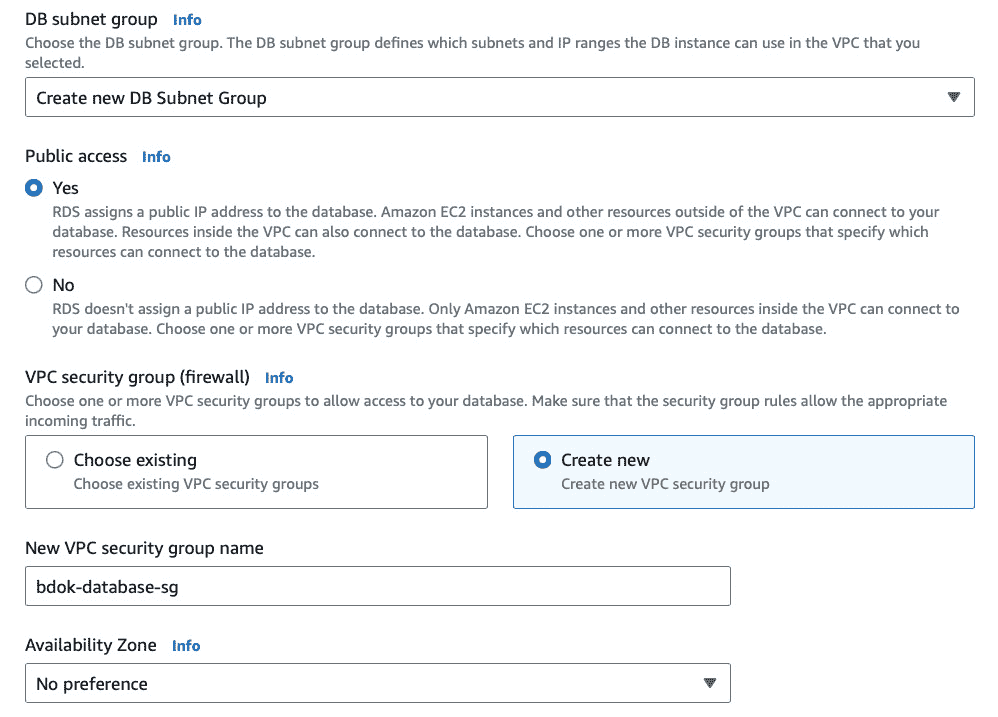 DB subnet group Info
Choose the DB subnet group. The DB subnet group defines which subnets and IP ranges the DB instance can use in the VPC that you
selected.
Create new DB Subnet Group
Public access Info
Yes
RDS assigns a public IP address to the database. Amazon EC2 instances and other resources outside of the VPC can connect to your
database. Resources inside the VPC can also connect to the database. Choose one or more VPC security groups that specify which
resources can connect to the database.
No
RDS doesn't assign a public IP address to the database. Only Amazon EC2 instances and other resources inside the VPC can connect to
your database. Choose one or more VPC security groups that specify which resources can connect to the database.
VPC security group (firewall) Info
Choose one or more VPC security groups to allow access to your database. Make sure that the security group rules allow the appropriate
incoming traffic.
Choose existing
Choose existing VPC security groups
Create new
Create new VPC security group
New VPC security group name
bdok-database-sg
Availability Zone Info
No preference